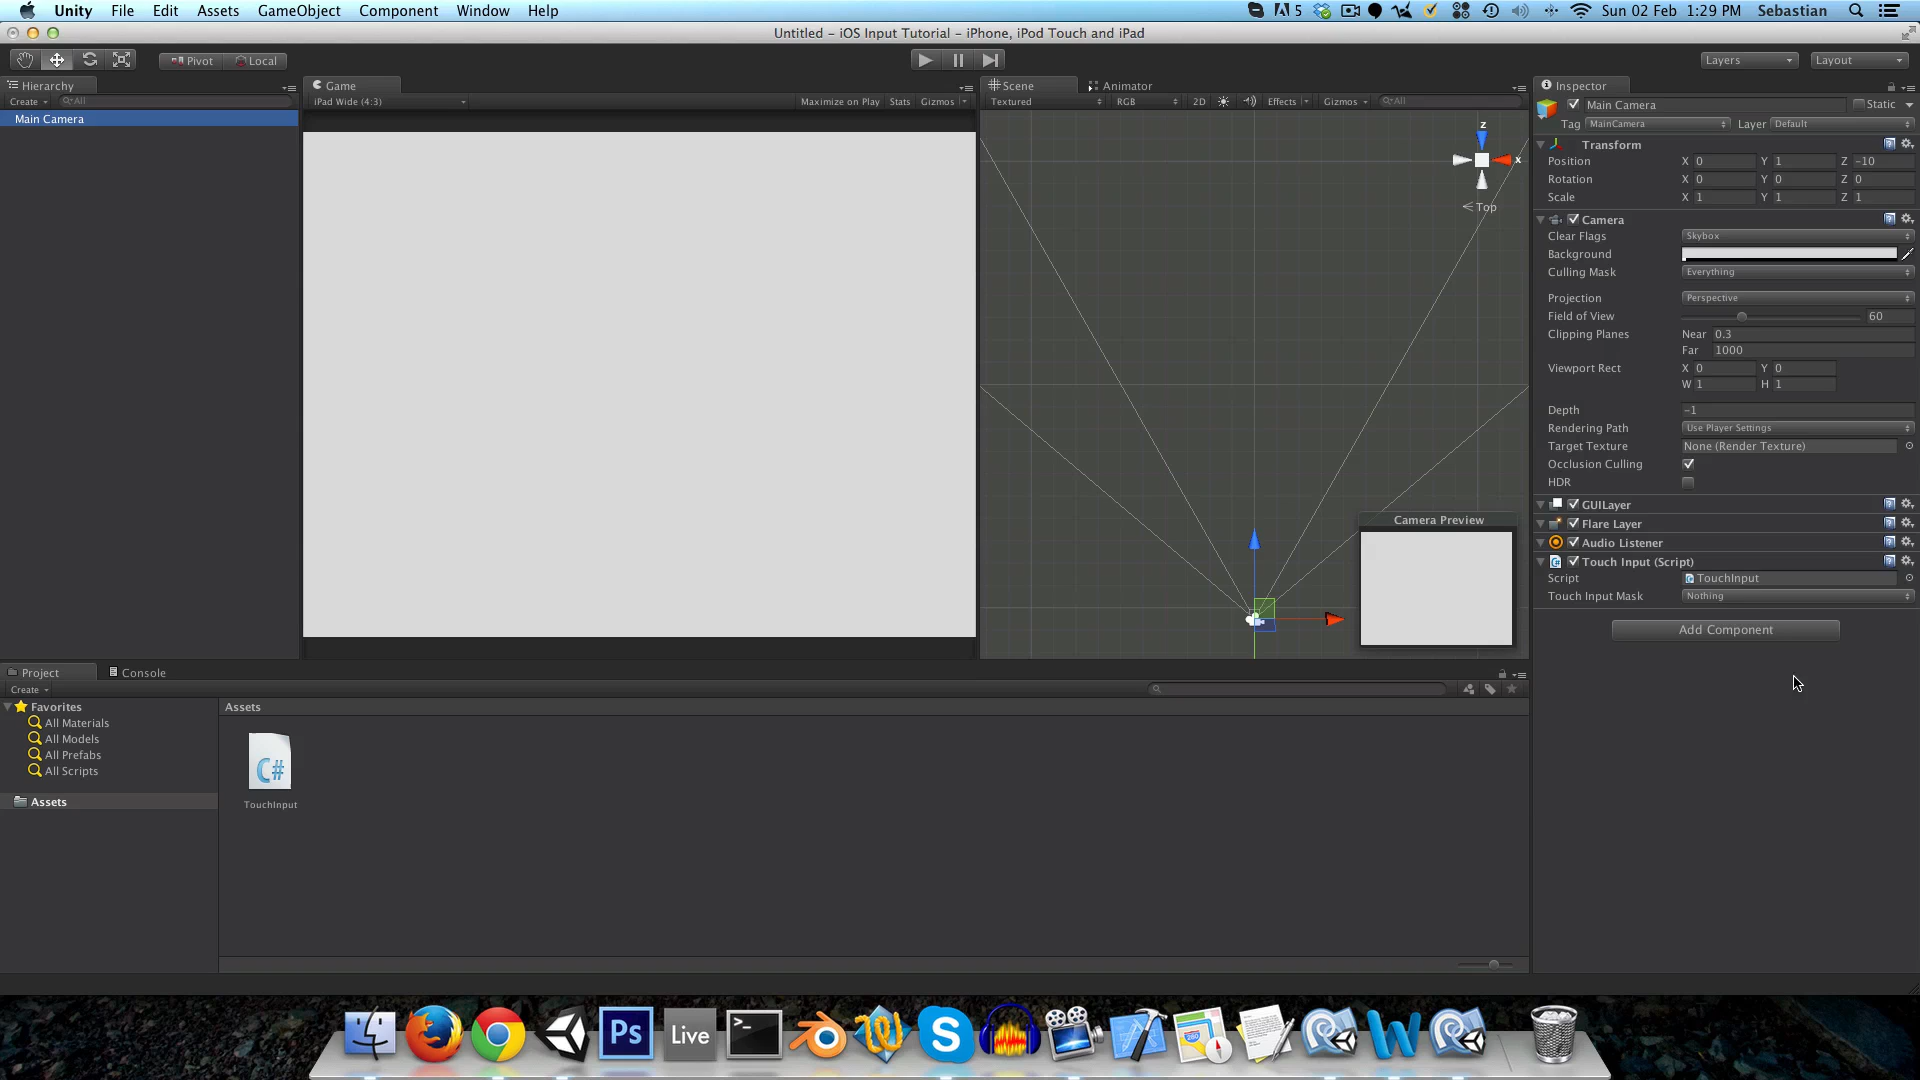 Unity File Edit Assets GameObject Component Window Help
5 Sun 02 Feb 1:29 PM Sebastian
Untitled – iOS Input Tutorial – iPhone, iPod Touch and iPad
Pivot Local
Layers Layout
Hierarchy
Create All
Main Camera
Game
iPad Wide (4:3) Maximize on Play Stats Gizmos
Scene Animator
Textured RGB 2D Effects Gizmos All
z
x
Top
Camera Preview
Inspector
Main Camera Static
Tag MainCamera Layer Default
Transform
Position X 0 Y 1 Z -10
Rotation X 0 Y 0 Z 0
Scale X 1 Y 1 Z 1
Camera
Clear Flags Skybox
Background
Culling Mask Everything
Projection Perspective
Field of View 60
Clipping Planes Near 0.3
Far 1000
Viewport Rect X 0 Y 0
W 1 H 1
Depth -1
Rendering Path Use Player Settings
Target Texture None (Render Texture)
Occlusion Culling
HDR
GUILayer
Flare Layer
Audio Listener
Touch Input (Script)
Script TouchInput
Touch Input Mask Nothing
Add Component
Project Console
Create
Favorites
All Materials
All Models
All Prefabs
All Scripts
Assets
Assets
C#
TouchInput
Ps Live S W